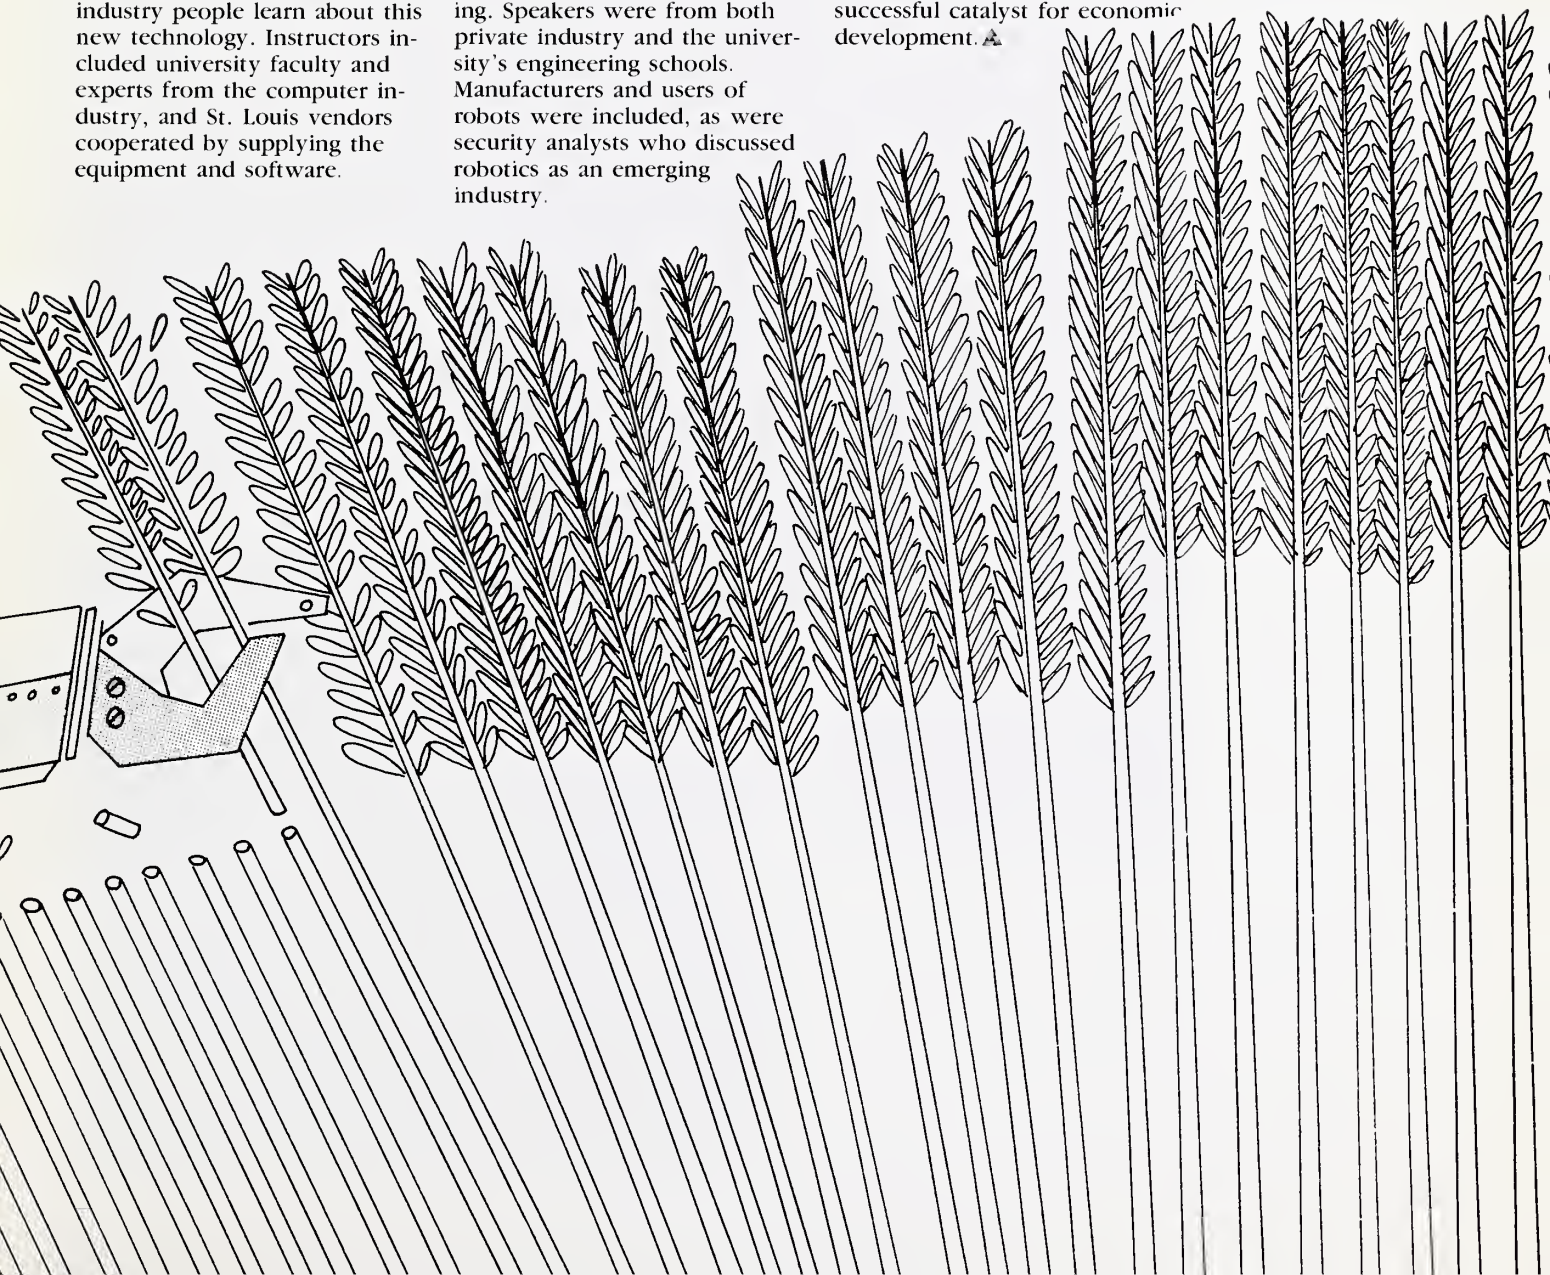 industry people learn about this
new technology. Instructors in-
cluded university faculty and
experts from the computer in-
dustry, and St. Louis vendors
cooperated by supplying the
equipment and software.
ing. Speakers were from both
private industry and the univer-
sity's engineering schools.
Manufacturers and users of
robots were included, as were
security analysts who discussed
robotics as an emerging
industry.
successful catalyst for economic
development.